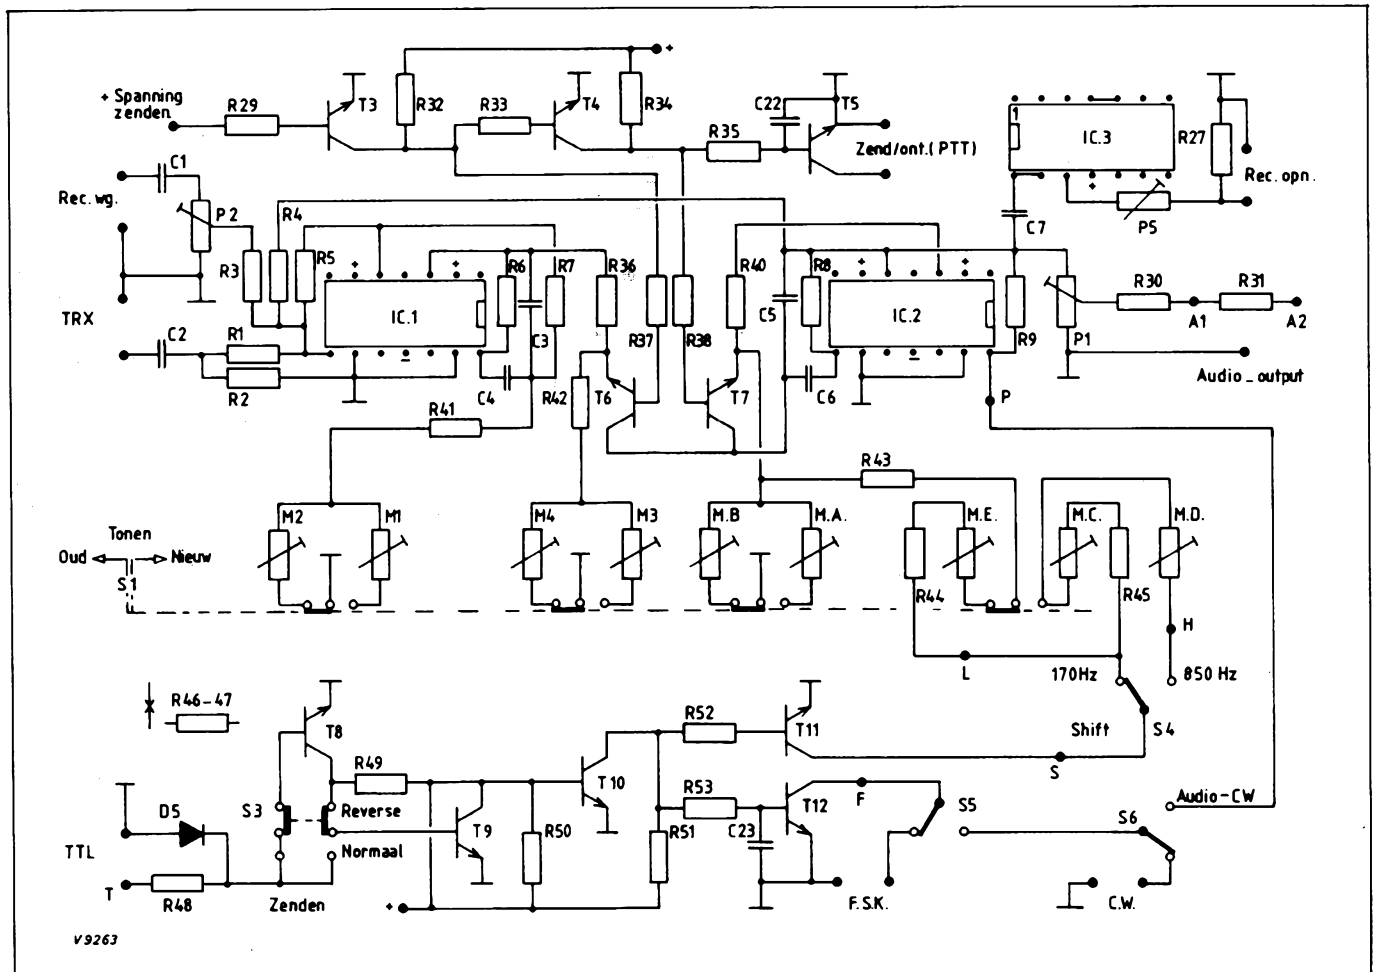 +
+ Spanning
zenden
R29
T3
R32
R33
T4
R34
C22
T5
R35
Zend/ont.(PTT)
1
IC.3
R27
Rec. opn.
+
P5
C7
C1
Rec. wg.
P2
R4
R3
R5
+
+
R6
R7
R36
R40
R8
+
+
IC.1
C3
R37
R38
C5
IC.2
R9
P1
R30
R31
A1
A2
TRX
C2
R1
R2
–
C4
R42
T6
T7
C6
–
P
Audio_output
R41
R43
M2
M1
M4
M3
M.B
M.A.
M.E.
M.C.
M.D.
Tonen
Oud
Nieuw
S1
R44
R45
H
L
170Hz
850 Hz
Shift
S4
S
R46-47
T8
R49
R52
T11
T10
R53
T12
F
S5
Audio-CW
S6
D5
S3
Reverse
T9
R50
R51
C23
TTL
Normaal
T
R48
Zenden
+
F.S.K.
C.W.
V9263